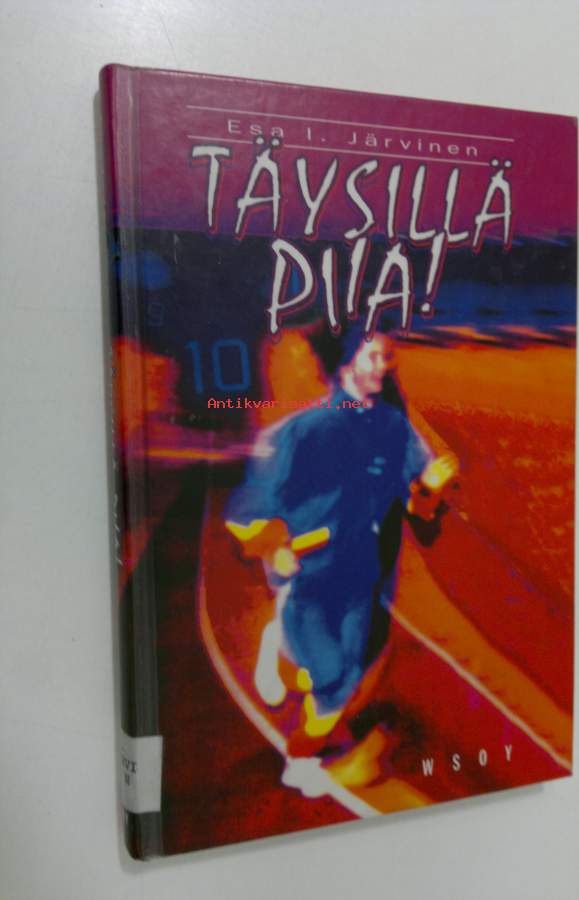 Esa I. Järvinen
TÄYSILLÄ
PIIA!
10
Antikvariaatti.net
WSOY